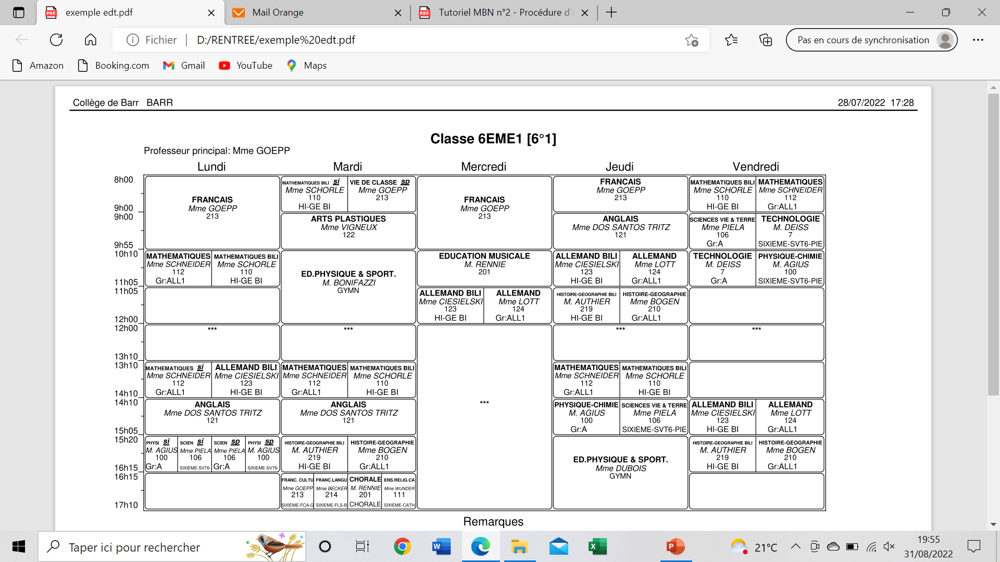 exemple edt.pdf
Mail Orange
Tutoriel MBN n°2 - Procédure d'a
Fichier
D:/RENTREE/exemple%20edt.pdf
Pas en cours de synchronisation
Amazon
Booking.com
Gmail
YouTube
Maps
Collège de Barr BARR
28/07/2022 17:28
Classe 6EME1 [6°1]
Professeur principal: Mme GOEPP
Lundi Mardi Mercredi Jeudi Vendredi
8h00
FRANCAIS
Mme GOEPP
213
MATHEMATIQUES BILI si
Mme SCHORLE
110
HI-GE BI
VIE DE CLASSE sp
Mme GOEPP
213
FRANCAIS
Mme GOEPP
213
FRANCAIS
Mme GOEPP
213
MATHEMATIQUES BILI
Mme SCHORLE
110
HI-GE BI
MATHEMATIQUES
Mme SCHNEIDER
112
Gr:ALL1
9h00
9h00
ARTS PLASTIQUES
Mme VIGNEUX
122
ANGLAIS
Mme DOS SANTOS TRITZ
121
SCIENCES VIE & TERRE
Mme PIELA
106
Gr:A
TECHNOLOGIE
M. DEISS
7
SIXIEME-SVT6-PIE
9h55
10h10
MATHEMATIQUES
Mme SCHNEIDER
112
Gr:ALL1
MATHEMATIQUES BILI
Mme SCHORLE
110
HI-GE BI
ED.PHYSIQUE & SPORT.
M. BONIFAZZI
GYMN
EDUCATION MUSICALE
M. RENNIE
201
ALLEMAND BILI
Mme CIESIELSKI
123
HI-GE BI
ALLEMAND
Mme LOTT
124
Gr:ALL1
TECHNOLOGIE
M. DEISS
7
Gr:A
PHYSIQUE-CHIMIE
M. AGIUS
100
SIXIEME-SVT6-PIE
11h05
11h05
ALLEMAND BILI
Mme CIESIELSKI
123
HI-GE BI
ALLEMAND
Mme LOTT
124
Gr:ALL1
HISTOIRE-GEOGRAPHIE BILI
M. AUTHIER
219
HI-GE BI
HISTOIRE-GEOGRAPHIE
Mme BOGEN
210
Gr:ALL1
12h00
12h00
***
***
***
***
13h10
13h10
MATHEMATIQUES si
Mme SCHNEIDER
112
Gr:ALL1
ALLEMAND BILI
Mme CIESIELSKI
123
HI-GE BI
MATHEMATIQUES
Mme SCHNEIDER
112
Gr:ALL1
MATHEMATIQUES BILI
Mme SCHORLE
110
HI-GE BI
MATHEMATIQUES
Mme SCHNEIDER
112
Gr:ALL1
MATHEMATIQUES BILI
Mme SCHORLE
110
HI-GE BI
14h10
14h10
ANGLAIS
Mme DOS SANTOS TRITZ
121
ANGLAIS
Mme DOS SANTOS TRITZ
121
***
PHYSIQUE-CHIMIE
M. AGIUS
100
Gr:A
SCIENCES VIE & TERRE
Mme PIELA
106
SIXIEME-SVT6-PIE
ALLEMAND BILI
Mme CIESIELSKI
123
HI-GE BI
ALLEMAND
Mme LOTT
124
Gr:ALL1
15h05
15h20
PHYSI si
M. AGIUS
100
Gr:A
SCIEN si
Mme PIELA
106
SIXIEME-SVT6-
SCIEN sp
Mme PIELA
106
Gr:A
PHYSI sp
M. AGIUS
100
SIXIEME-SVT6-
HISTOIRE-GEOGRAPHIE BILI
M. AUTHIER
219
HI-GE BI
HISTOIRE-GEOGRAPHIE
Mme BOGEN
210
Gr:ALL1
ED.PHYSIQUE & SPORT.
Mme DUBOIS
GYMN
HISTOIRE-GEOGRAPHIE BILI
M. AUTHIER
219
HI-GE BI
HISTOIRE-GEOGRAPHIE
Mme BOGEN
210
Gr:ALL1
16h15
16h15
FRANC. CULTU
Mme GOEPP
213
SIXIEME-FCA-G
FRANC.LANGU
Mme BECKER
214
SIXIEME-FLS-B
CHORALE
M. RENNIE
201
CHORALE
ENS.RELIG.CA
Mme WUNDER
111
SIXIEME-CATH
17h10
Remarques
Taper ici pour rechercher
21°C
19:55
31/08/2022